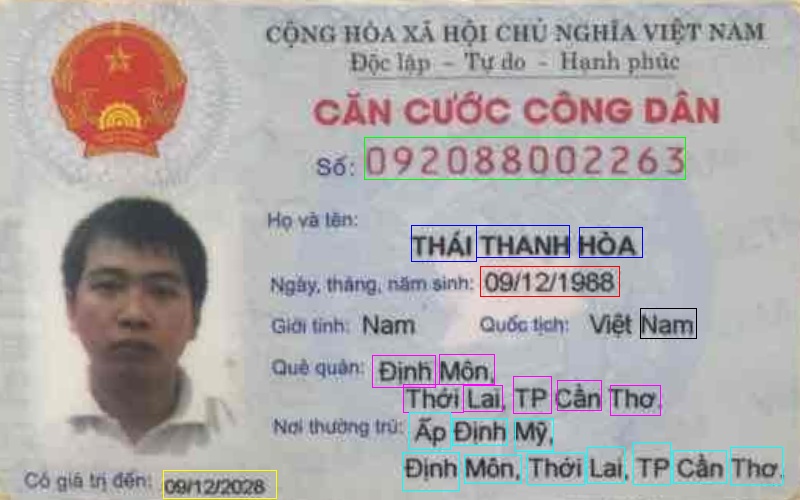 CỘNG HÒA XÃ HỘI CHỦ NGHĨA VIỆT NAM
Độc lập - Tự do - Hạnh phúc
CĂN CƯỚC CÔNG DÂN
Số: 092088002263
Họ và tên:
THÁI THANH HÒA
Ngày, tháng, năm sinh: 09/12/1988
Giới tính: Nam Quốc tịch: Việt Nam
Quê quán: Định Môn,
Thới Lai, TP Cần Thơ.
Nơi thường trú: Ấp Định Mỹ,
Định Môn, Thới Lai, TP Cần Thơ.
Có giá trị đến: 09/12/2028